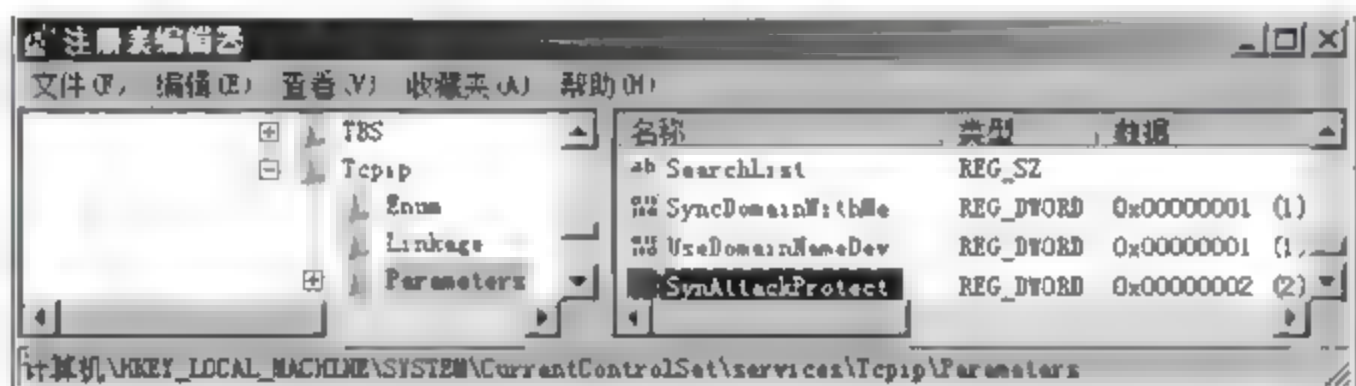 注册表编辑器
文件(F) 编辑(E) 查看(V) 收藏夹(A) 帮助(H)
TBS
Tcpip
Enum
Linkage
Parameters
名称 类型 数据
ab SearchList REG_SZ
SyncDomainWithMe REG_DWORD 0x00000001 (1)
UseDomainNameDev REG_DWORD 0x00000001 (1)
SynAttackProtect REG_DWORD 0x00000002 (2)
计算机\HKEY_LOCAL_MACHINE\SYSTEM\CurrentControlSet\services\Tcpip\Parameters